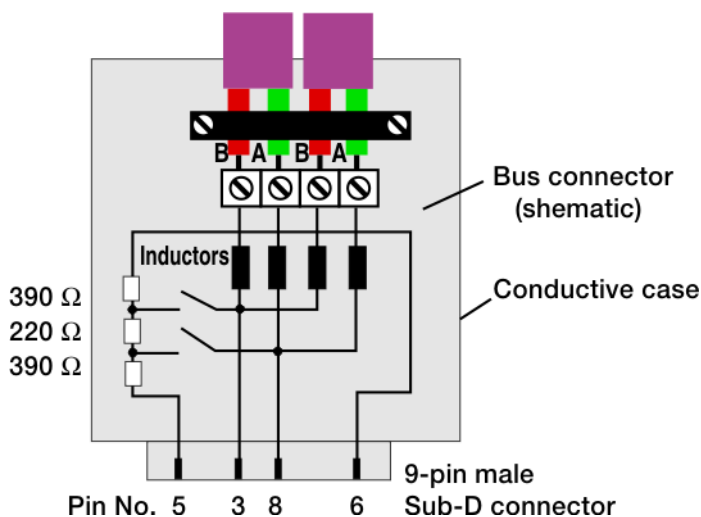 B A B A
Bus connector
(shematic)
Inductors
Conductive case
390 Ω
220 Ω
390 Ω
9-pin male
Pin No. 5 3 8 6 Sub-D connector